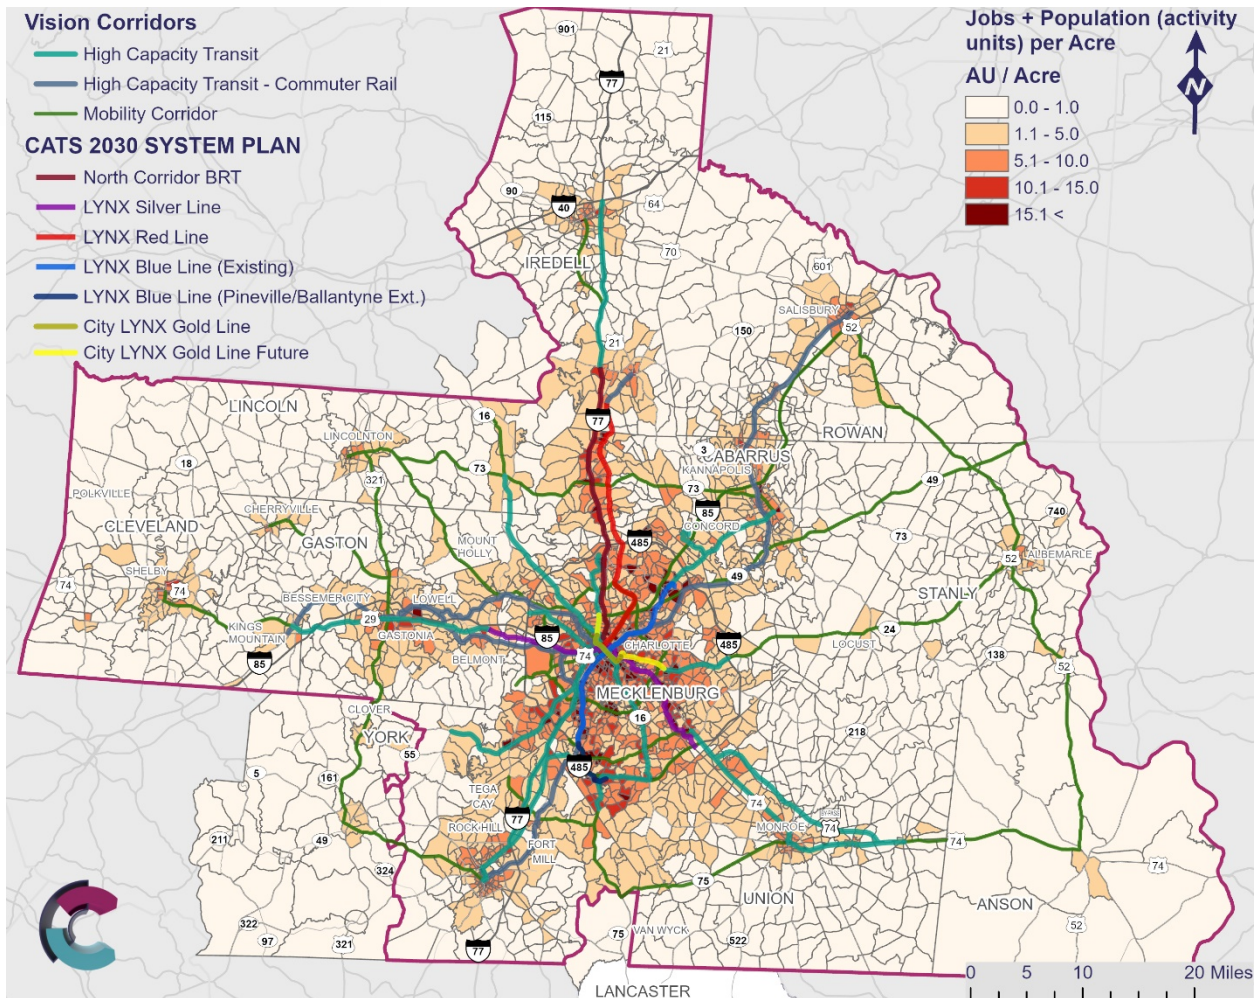 Vision Corridors
High Capacity Transit
High Capacity Transit - Commuter Rail
Mobility Corridor
CATS 2030 SYSTEM PLAN
North Corridor BRT
LYNX Silver Line
LYNX Red Line
LYNX Blue Line (Existing)
LYNX Blue Line (Pineville/Ballantyne Ext.)
City LYNX Gold Line
City LYNX Gold Line Future
Jobs + Population (activity
units) per Acre
AU / Acre
0.0 - 1.0
1.1 - 5.0
5.1 - 10.0
10.1 - 15.0
15.1 <
N
901
21
77
115
90
40
64
IREDELL
70
601
SALISBURY
52
150
21
77
LINCOLN
16
ROWAN
LINCOLNTON
3
CABARRUS
KANNAPOLIS
18
73
321
73
49
POLKVILLE
85
CHERRYVILLE
740
CLEVELAND
CONCORD
GASTON
MOUNT
HOLLY
485
73
52
ALBEMARLE
SHELBY
74
74
49
BESSEMER CITY
LOWELL
STANLY
29
KINGS
MOUNTAIN
GASTONIA
85
24
85
BELMONT
74
CHARLOTTE
485
LOCUST
138
52
MECKLENBURG
CLOVER
16
YORK
55
218
5
161
485
TEGA
CAY
74
BYPASS
74
77
ROCK HILL
MONROE
211
49
74
FORT
MILL
74
324
75
UNION
ANSON
322
97
321
77
75
VAN WYCK
522
52
LANCASTER
0
5
10
20 Miles